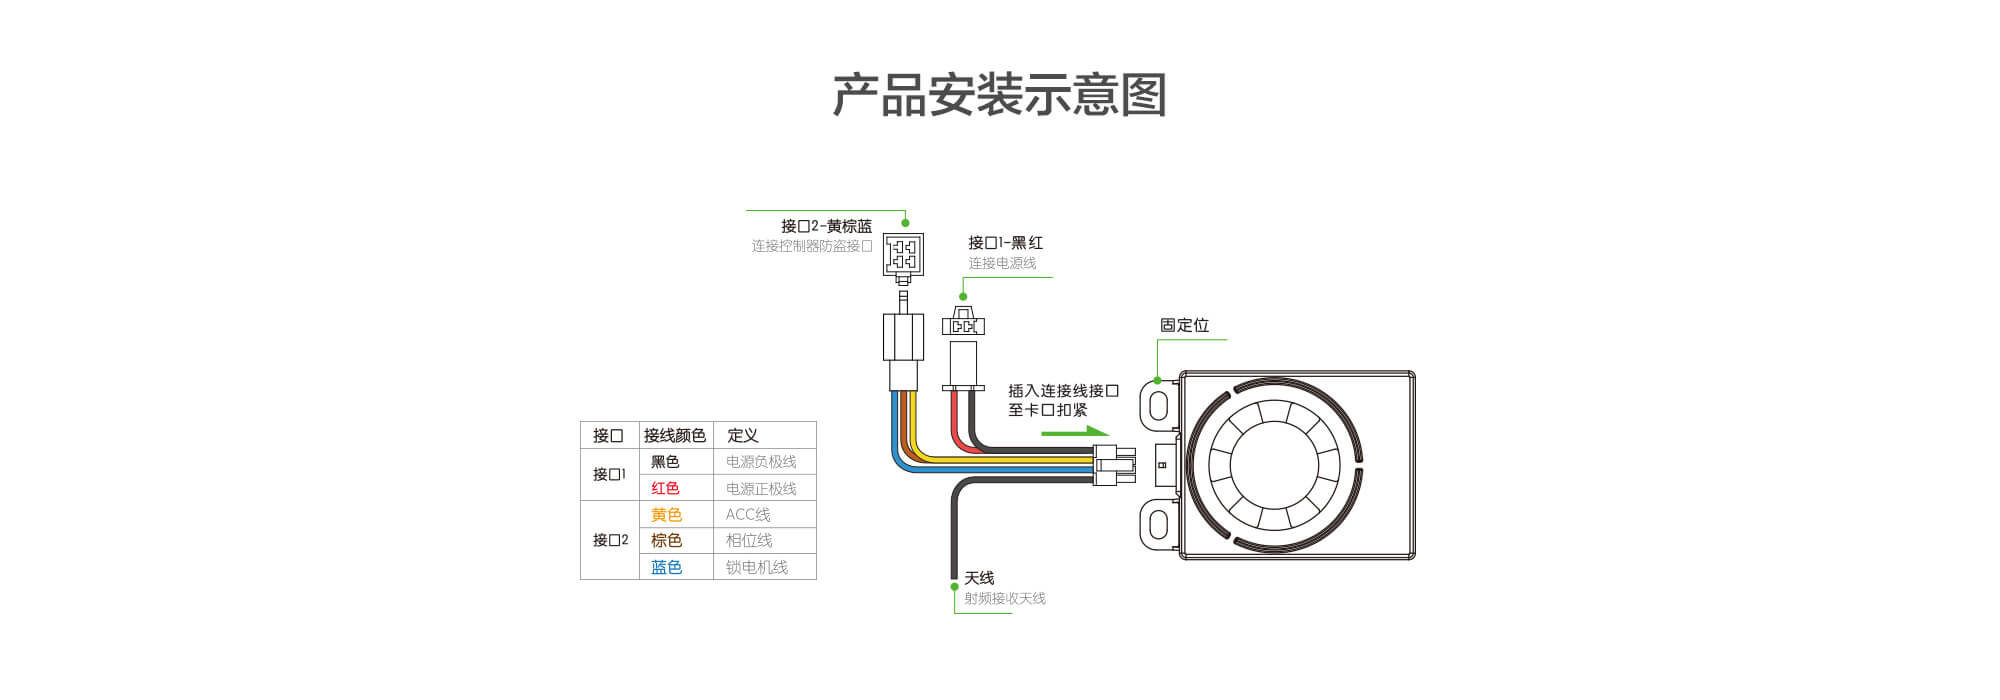 产品安装示意图
接口2-黄棕蓝
连接控制器防盗接口
接口1-黑红
连接电源线
固定位
插入连接线接口
至卡口扣紧
接口 接线颜色 定义
接口1
黑色 电源负极线
红色 电源正极线
接口2
黄色 ACC线
棕色 相位线
蓝色 锁电机线
天线
射频接收天线